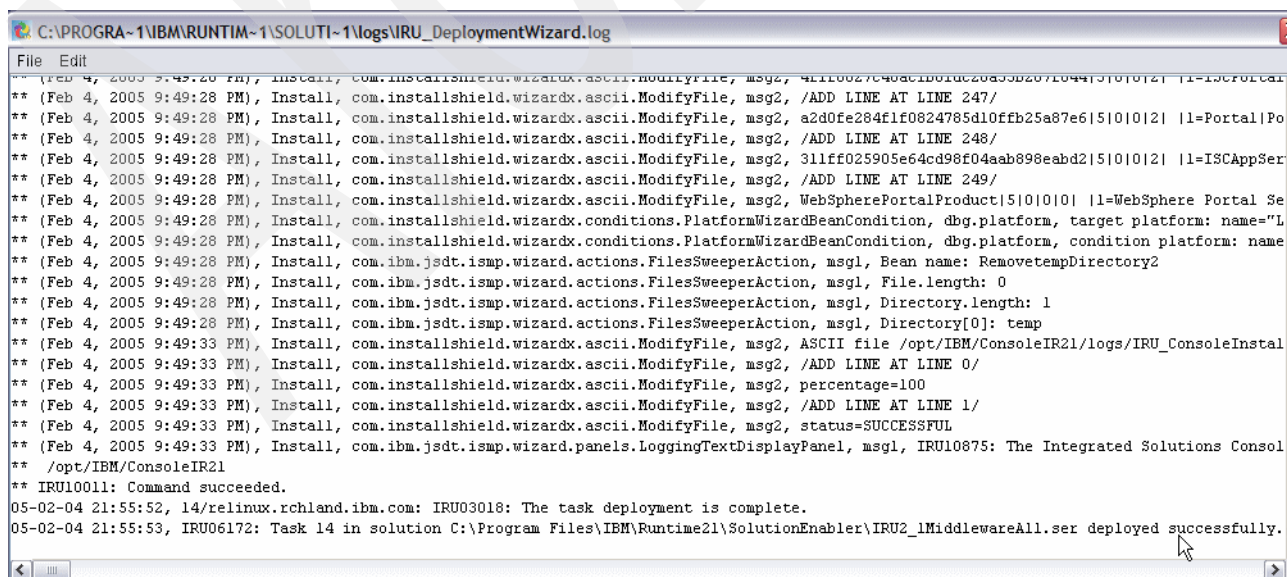 C:\PROGRA~1\IBM\RUNTIM~1\SOLUTI~1\logs\IRU_DeploymentWizard.log
File Edit
** (Feb 4, 2005 9:49:28 PM), Install, com.installshield.wizardx.ascii.ModifyFile, msg2,
** (Feb 4, 2005 9:49:28 PM), Install, com.installshield.wizardx.ascii.ModifyFile, msg2, /ADD LINE AT LINE 247/
** (Feb 4, 2005 9:49:28 PM), Install, com.installshield.wizardx.ascii.ModifyFile, msg2, a2d0fe284f1f0824785d10ffb25a87e6|5|0|0|2| |1=Portal|Po
** (Feb 4, 2005 9:49:28 PM), Install, com.installshield.wizardx.ascii.ModifyFile, msg2, /ADD LINE AT LINE 248/
** (Feb 4, 2005 9:49:28 PM), Install, com.installshield.wizardx.ascii.ModifyFile, msg2, 311ff025905e64cd98f04aab898eabd2|5|0|0|2| |1=ISCAppSer
** (Feb 4, 2005 9:49:28 PM), Install, com.installshield.wizardx.ascii.ModifyFile, msg2, /ADD LINE AT LINE 249/
** (Feb 4, 2005 9:49:28 PM), Install, com.installshield.wizardx.ascii.ModifyFile, msg2, WebSpherePortalProduct|5|0|0|0| |1=WebSphere Portal Se
** (Feb 4, 2005 9:49:28 PM), Install, com.installshield.wizardx.conditions.PlatformWizardBeanCondition, dbg.platform, target platform: name="L
** (Feb 4, 2005 9:49:28 PM), Install, com.installshield.wizardx.conditions.PlatformWizardBeanCondition, dbg.platform, condition platform: name
** (Feb 4, 2005 9:49:28 PM), Install, com.ibm.jsdt.ismp.wizard.actions.FilesSweeperAction, msg1, Bean name: RemovetempDirectory2
** (Feb 4, 2005 9:49:28 PM), Install, com.ibm.jsdt.ismp.wizard.actions.FilesSweeperAction, msg1, File.length: 0
** (Feb 4, 2005 9:49:28 PM), Install, com.ibm.jsdt.ismp.wizard.actions.FilesSweeperAction, msg1, Directory.length: 1
** (Feb 4, 2005 9:49:28 PM), Install, com.ibm.jsdt.ismp.wizard.actions.FilesSweeperAction, msg1, Directory[0]: temp
** (Feb 4, 2005 9:49:33 PM), Install, com.installshield.wizardx.ascii.ModifyFile, msg2, ASCII file /opt/IBM/ConsoleIR21/logs/IRU_ConsoleInstal
** (Feb 4, 2005 9:49:33 PM), Install, com.installshield.wizardx.ascii.ModifyFile, msg2, /ADD LINE AT LINE 0/
** (Feb 4, 2005 9:49:33 PM), Install, com.installshield.wizardx.ascii.ModifyFile, msg2, percentage=100
** (Feb 4, 2005 9:49:33 PM), Install, com.installshield.wizardx.ascii.ModifyFile, msg2, /ADD LINE AT LINE 1/
** (Feb 4, 2005 9:49:33 PM), Install, com.installshield.wizardx.ascii.ModifyFile, msg2, status=SUCCESSFUL
** (Feb 4, 2005 9:49:33 PM), Install, com.ibm.jsdt.ismp.wizard.panels.LoggingTextDisplayPanel, msg1, IRU10875: The Integrated Solutions Consol
** /opt/IBM/ConsoleIR21
** IRU10011: Command succeeded.
05-02-04 21:55:52, 14/relinux.rchland.ibm.com: IRU03018: The task deployment is complete.
05-02-04 21:55:53, IRU06172: Task 14 in solution C:\Program Files\IBM\Runtime21\SolutionEnabler\IRU2_1MiddlewareAll.ser deployed successfully.